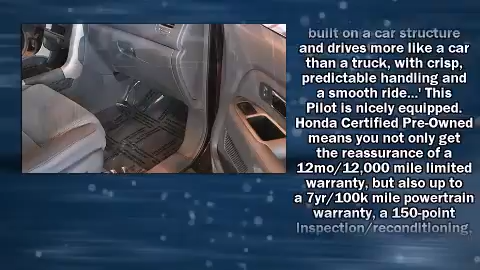 built on a car structure
and drives more like a car
than a truck, with crisp,
predictable handling and
a smooth ride...' This
Pilot is nicely equipped.
Honda Certified Pre-Owned
means you not only get
the reassurance of a
12mo/12,000 mile limited
warranty, but also up to
a 7yr/100k mile powertrain
warranty, a 150-point
Inspection/reconditioning,